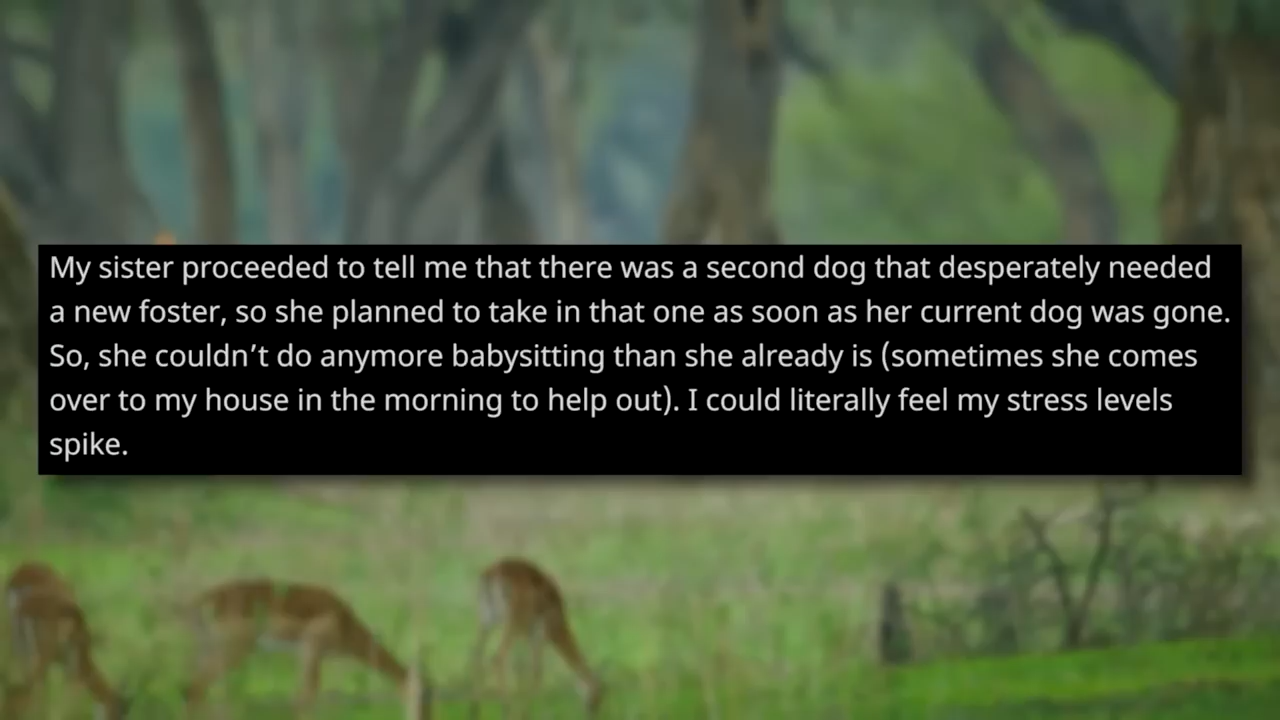 My sister proceeded to tell me that there was a second dog that desperately needed
a new foster, so she planned to take in that one as soon as her current dog was gone.
So, she couldn’t do anymore babysitting than she already is (sometimes she comes
over to my house in the morning to help out). I could literally feel my stress levels
spike.